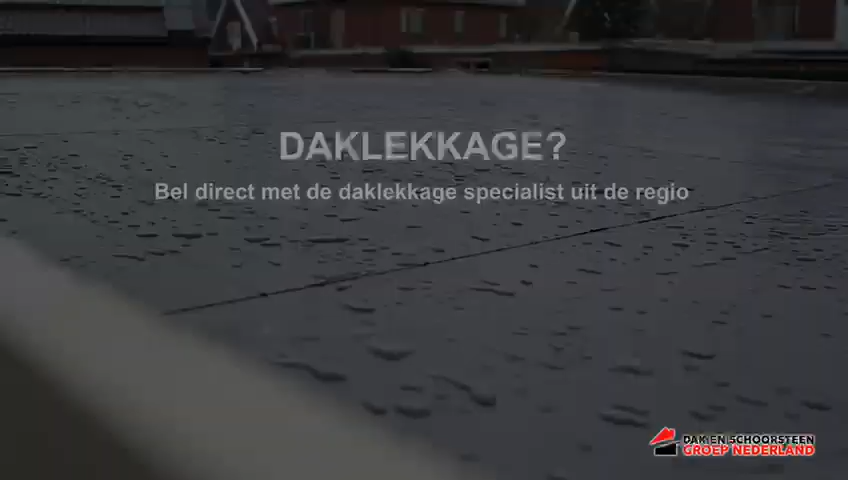 DAKLEKKAGE?
Bel direct met de daklekkage specialist uit de regio
DAK EN SCHOORSTEEN
GROEP NEDERLAND